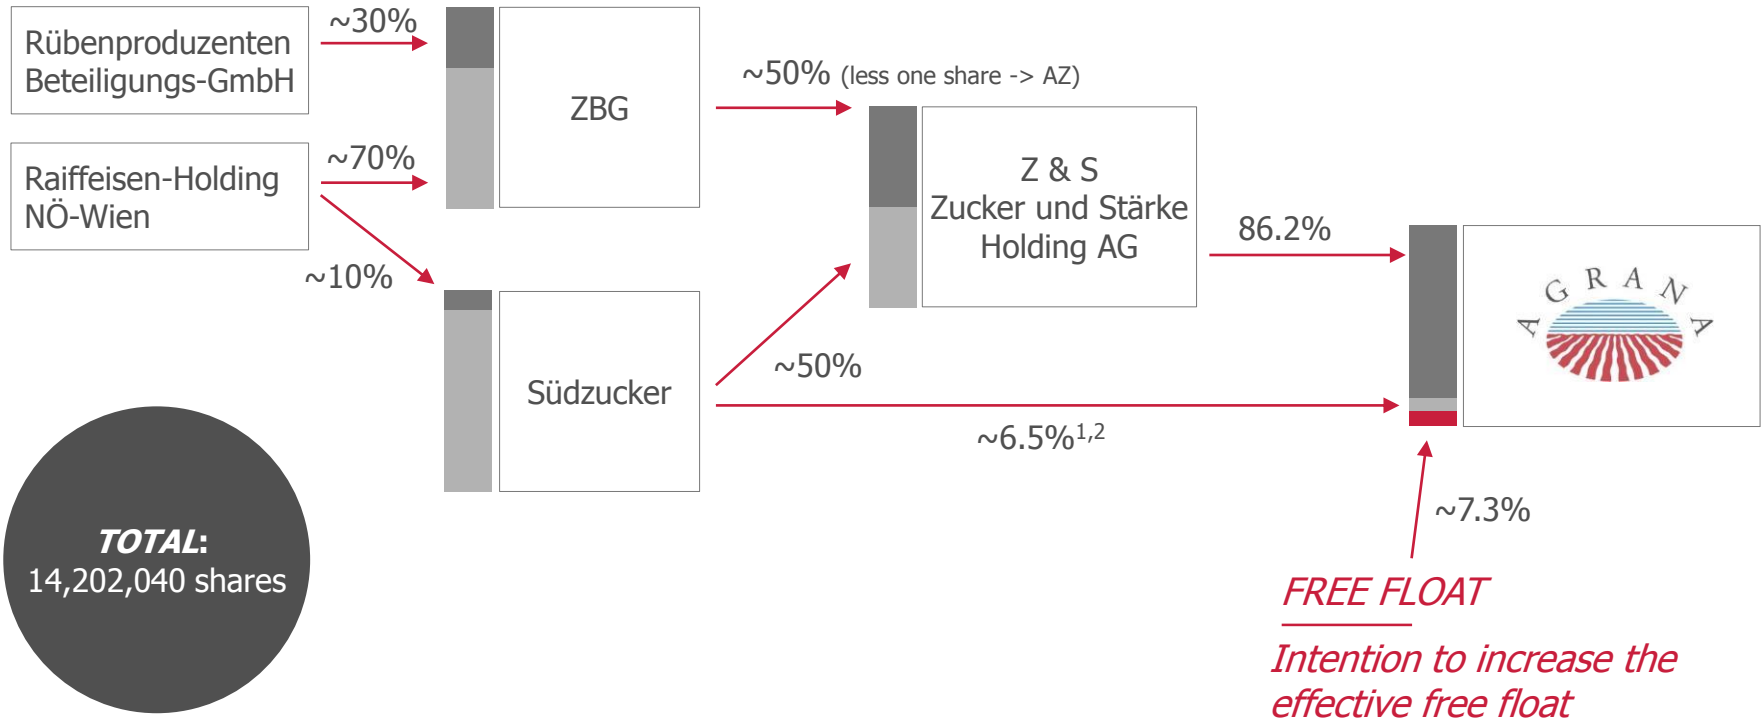 Rübenproduzenten
Beteiligungs-GmbH
~30%
Raiffeisen-Holding
NÖ-Wien
~70%
~10%
ZBG
~50% (less one share -> AZ)
Südzucker
~50%
~6.5%1,2
Z & S
Zucker und Stärke
Holding AG
86.2%
AGRANA
~7.3%
FREE FLOAT
Intention to increase the
effective free float
TOTAL:
14,202,040 shares